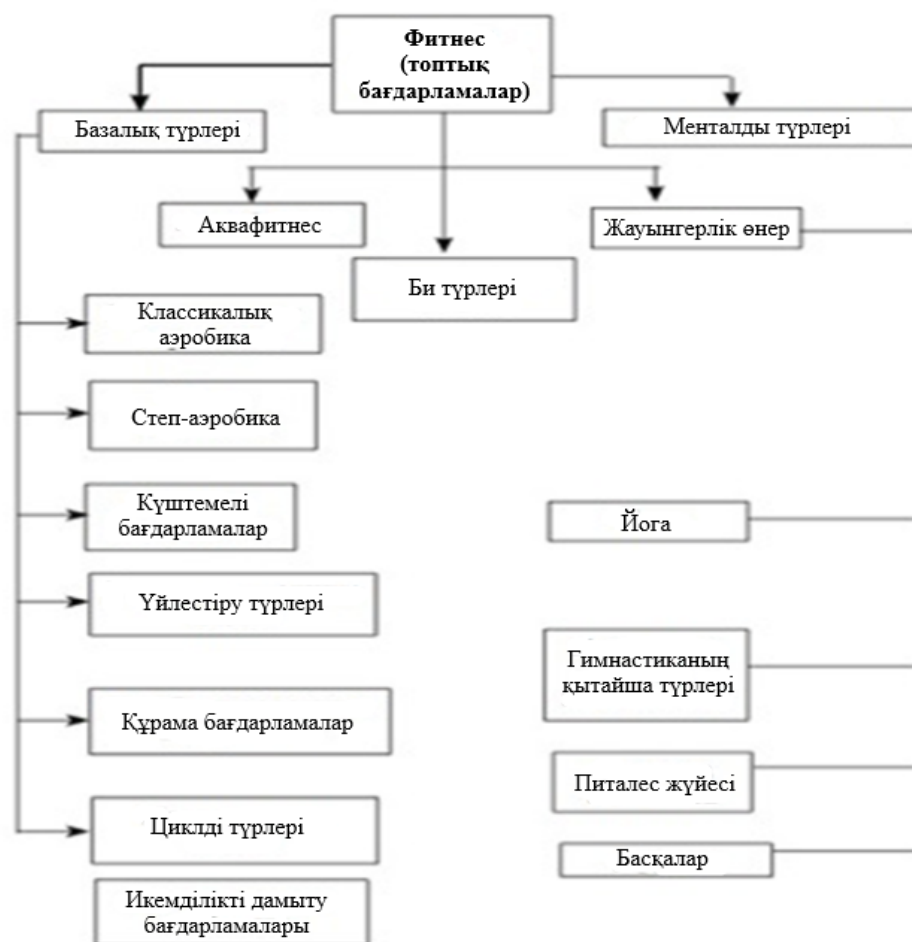 Фитнес
(топтық
бағдарламалар)
Базалық түрлері
Менталды түрлері
Аквафитнес
Жауынгерлік өнер
Би түрлері
Классикалық
аэробика
Степ-аэробика
Күштемелі
бағдарламалар
Йога
Үйлестіру түрлері
Гимнастиканың
қытайша түрлері
Құрама бағдарламалар
Питалес жүйесі
Циклді түрлері
Басқалар
Икемділікті дамыту
бағдарламалары